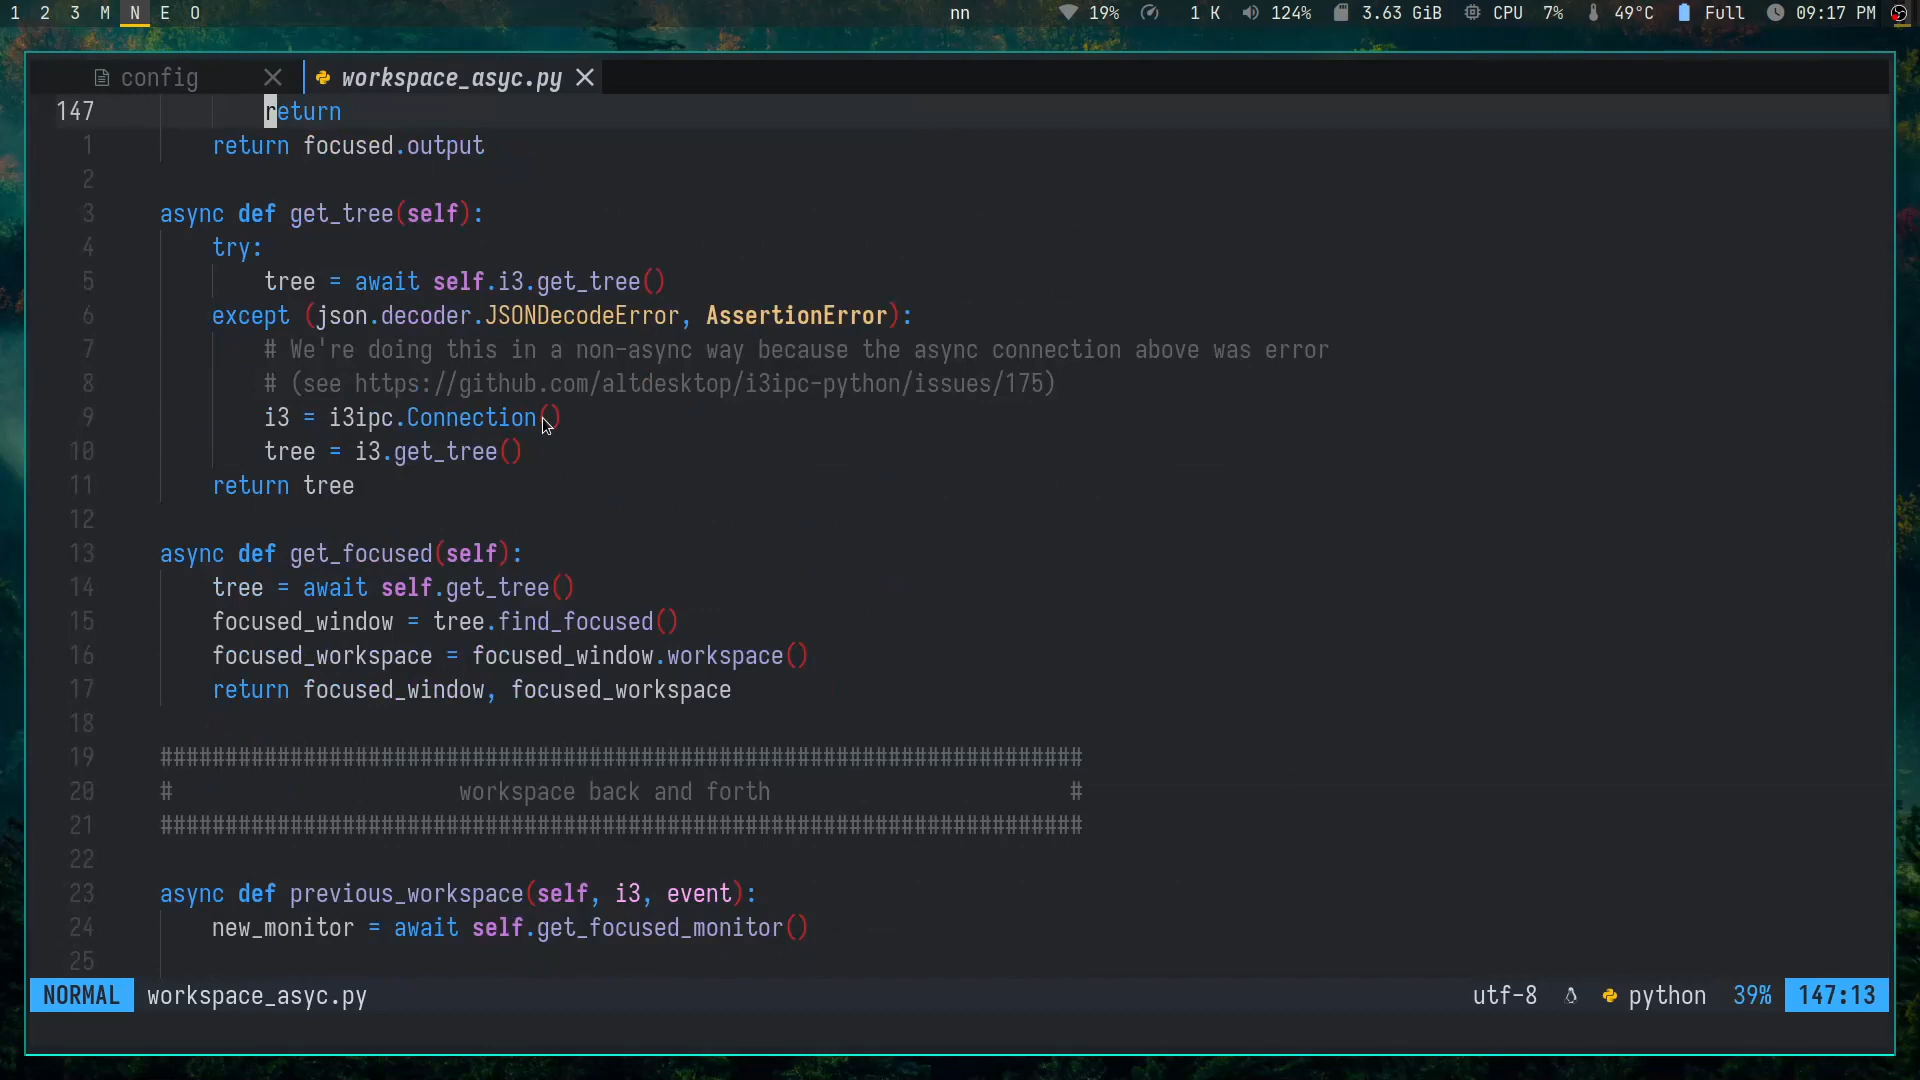 1 2 3 M N E O nn 19% 1 K 124% 3.63 GiB CPU 7% 49°C Full 09:17 PM
config workspace_asyc.py
147 return
1 return focused.output
2
3 async def get_tree(self):
4 try:
5 tree = await self.i3.get_tree()
6 except (json.decoder.JSONDecodeError, AssertionError):
7 # We're doing this in a non-async way because the async connection above was error
8 # (see https://github.com/altdesktop/i3ipc-python/issues/175)
9 i3 = i3ipc.Connection()
10 tree = i3.get_tree()
11 return tree
12
13 async def get_focused(self):
14 tree = await self.get_tree()
15 focused_window = tree.find_focused()
16 focused_workspace = focused_window.workspace()
17 return focused_window, focused_workspace
18
19 #######################################################################
20 # workspace back and forth #
21 #######################################################################
22
23 async def previous_workspace(self, i3, event):
24 new_monitor = await self.get_focused_monitor()
25
NORMAL workspace_asyc.py utf-8 python 39% 147:13